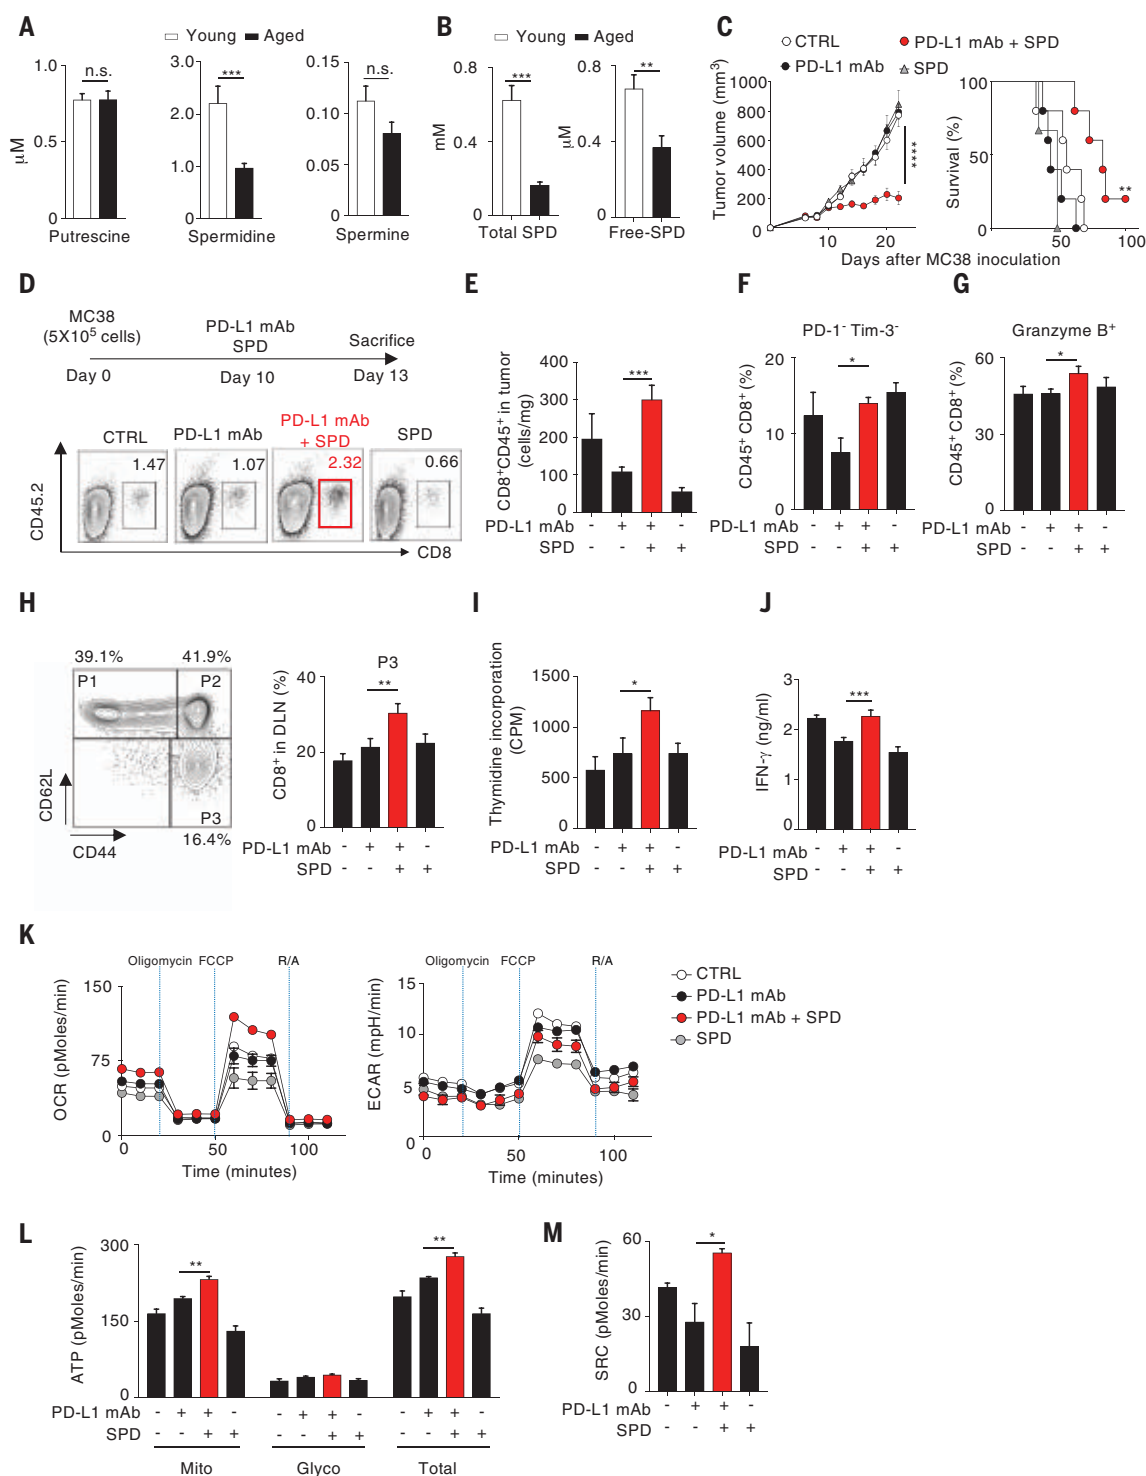 A
Young Aged
μM
1.0
0.5
0
n.s.
Putrescine
3.0
2.0
1.0
0
***
Spermidine
0.15
0.10
0.05
0
n.s.
Spermine
B
Young Aged
mM
0.8
0.4
0
***
Total SPD
μM
0.8
0.4
0
**
Free-SPD
C
CTRL
PD-L1 mAb + SPD
PD-L1 mAb
SPD
Tumor volume (mm³)
1000
800
600
400
200
0
0 10 20
****
Survival (%)
100
50
0
50 100
**
Days after MC38 inoculation
D
MC38
(5X10⁵ cells)
PD-L1 mAb
SPD
Sacrifice
Day 0
Day 10
Day 13
CTRL
PD-L1 mAb
PD-L1 mAb
+ SPD
SPD
1.47
1.07
2.32
0.66
CD45.2
CD8
E
CD8⁺CD45⁺ in tumor
(cells/mg)
400
300
200
100
0
***
PD-L1 mAb - + + -
SPD - - + +
F
PD-1⁻ Tim-3⁻
CD45⁺ CD8⁺ (%)
20
10
0
*
PD-L1 mAb - + + -
SPD - - + +
G
Granzyme B⁺
CD45⁺ CD8⁺ (%)
60
30
0
*
PD-L1 mAb - + + -
SPD - - + +
H
39.1% 41.9%
P1 P2
P3
16.4%
CD62L
CD44
P3
CD8⁺ in DLN (%)
40
20
0
**
PD-L1 mAb - + + -
SPD - - + +
I
Thymidine incorporation
(CPM)
1500
1000
500
0
*
PD-L1 mAb - + + -
SPD - - + +
J
IFN-γ (ng/ml)
3
2
1
0
***
PD-L1 mAb - + + -
SPD - - + +
K
Oligomycin FCCP R/A
OCR (pMoles/min)
150
75
0
0 50 100
Time (minutes)
Oligomycin FCCP R/A
ECAR (mpH/min)
15
10
5
0
0 50 100
Time (minutes)
CTRL
PD-L1 mAb
PD-L1 mAb + SPD
SPD
L
ATP (pMoles/min)
300
150
0
**
**
PD-L1 mAb - + + - - + + - - + + -
SPD - - + + - - + + - - + +
Mito Glyco Total
M
SRC (pMoles/min)
60
30
0
*
PD-L1 mAb - + + -
SPD - - + +